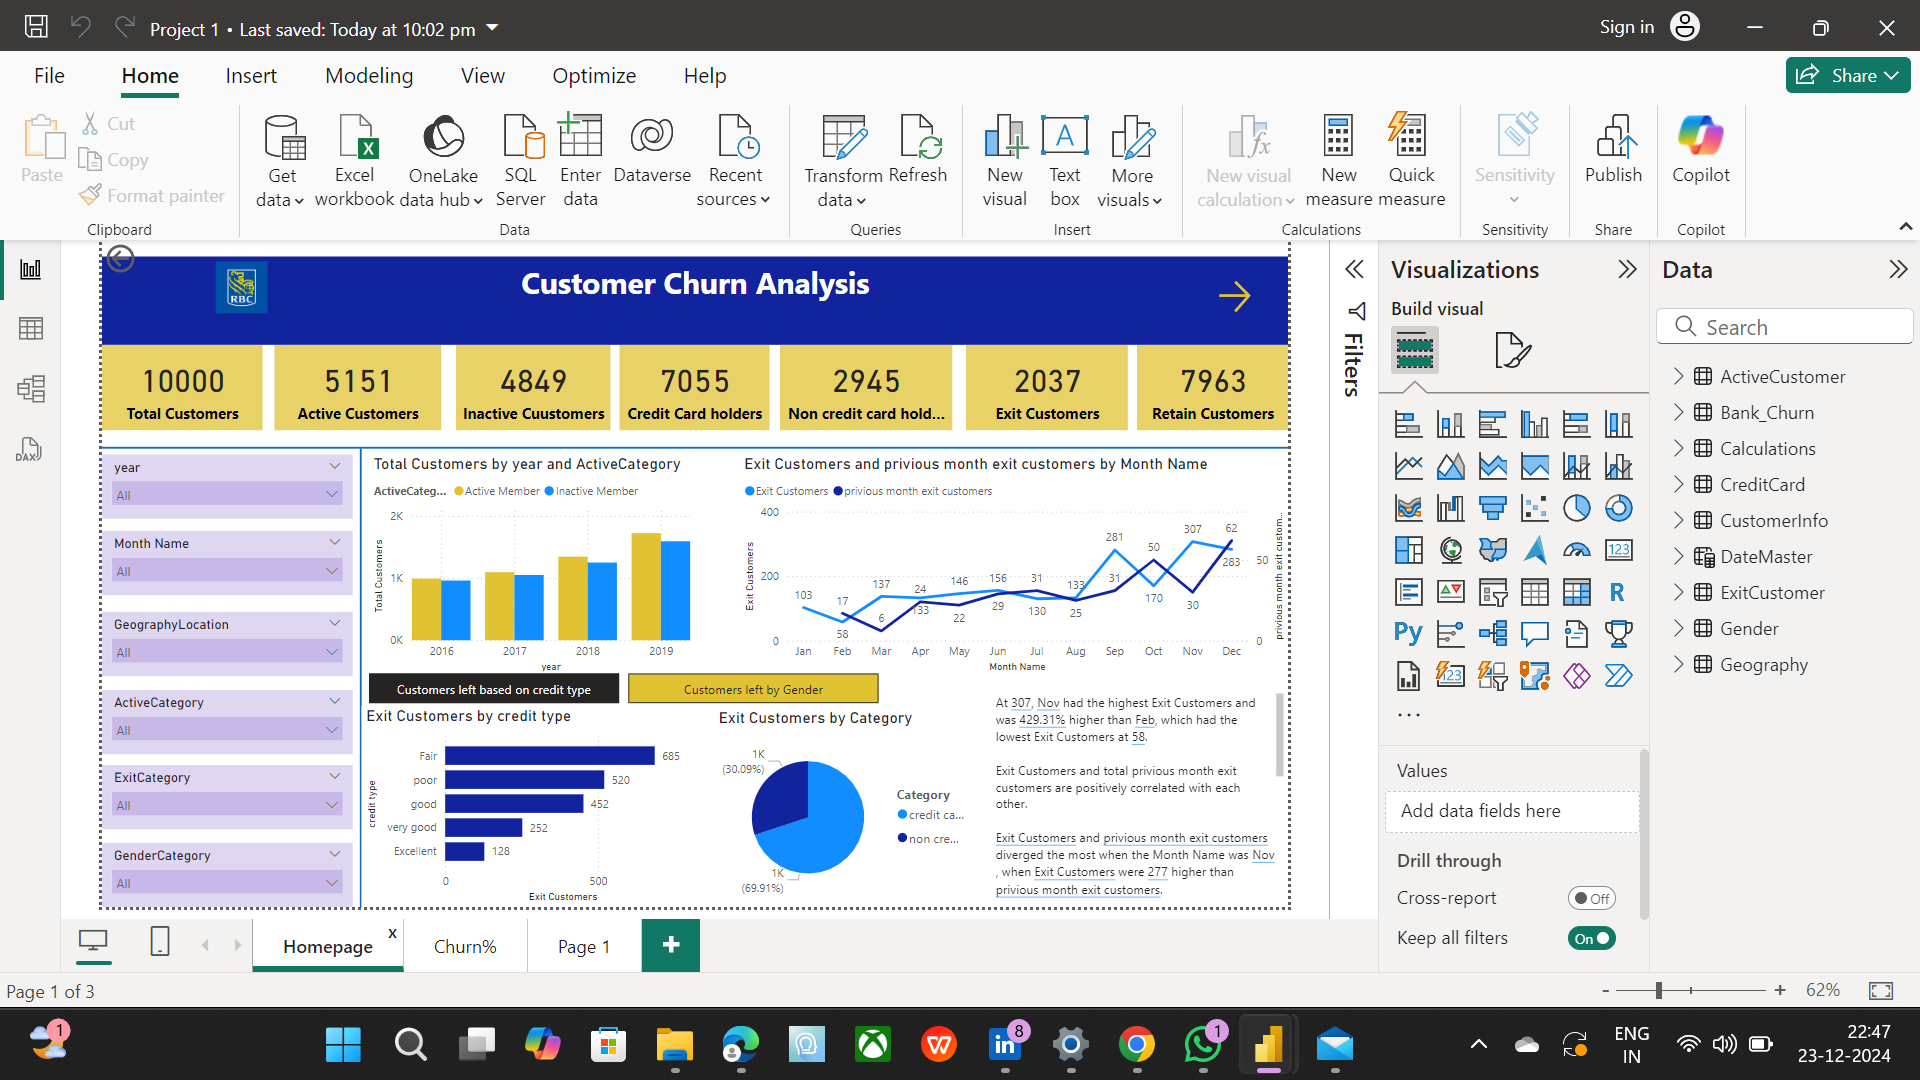 Project 1 • Last saved: Today at 10:02 pm
Sign in
File
Home
Insert
Modeling
View
Optimize
Help
Share
Paste
Cut
Copy
Format painter
Clipboard
Get data
Excel workbook
OneLake data hub
SQL Server
Enter data
Dataverse
Recent sources
Data
Transform data
Refresh
Queries
New visual
Text box
More visuals
Insert
New visual calculation
New measure
Quick measure
Calculations
Sensitivity
Sensitivity
Publish
Share
Copilot
Copilot
DAX
RBC
Customer Churn Analysis
10000
Total Customers
5151
Active Customers
4849
Inactive Cuustomers
7055
Credit Card holders
2945
Non credit card hold...
2037
Exit Customers
7963
Retain Customers
year
All
Month Name
All
GeographyLocation
All
ActiveCategory
All
ExitCategory
All
GenderCategory
All
Total Customers by year and ActiveCategory
ActiveCateg... Active Member Inactive Member
Total Customers
2K
1K
0K
2016 2017 2018 2019
year
Exit Customers and privious month exit customers by Month Name
Exit Customers privious month exit customers
Exit Customers
400
200
0
103 17 58 137 6 24 133 146 22 156 29 31 130 133 25 281 31 50 170 307 30 62 283
50
0
privious month exit custom...
Jan Feb Mar Apr May Jun Jul Aug Sep Oct Nov Dec
Month Name
Customers left based on credit type
Customers left by Gender
Exit Customers by credit type
credit type
Fair 685
poor 520
good 452
very good 252
Excellent 128
0 500
Exit Customers
Exit Customers by Category
1K
(30.09%)
1K
(69.91%)
Category
credit ca...
non cre...
At 307, Nov had the highest Exit Customers and
was 429.31% higher than Feb, which had the
lowest Exit Customers at 58.
Exit Customers and total privious month exit
customers are positively correlated with each
other.
Exit Customers and privious month exit customers
diverged the most when the Month Name was Nov
, when Exit Customers were 277 higher than
privious month exit customers.
Filters
Visualizations
Build visual
123
R
Py
123
...
Values
Add data fields here
Drill through
Cross-report
Off
Keep all filters
On
Data
Search
ActiveCustomer
Bank_Churn
Calculations
CreditCard
CustomerInfo
DateMaster
ExitCustomer
Gender
Geography
Homepage x
Churn%
Page 1
+
Page 1 of 3
- + 62%
1
8
1
ENG
IN
22:47
23-12-2024